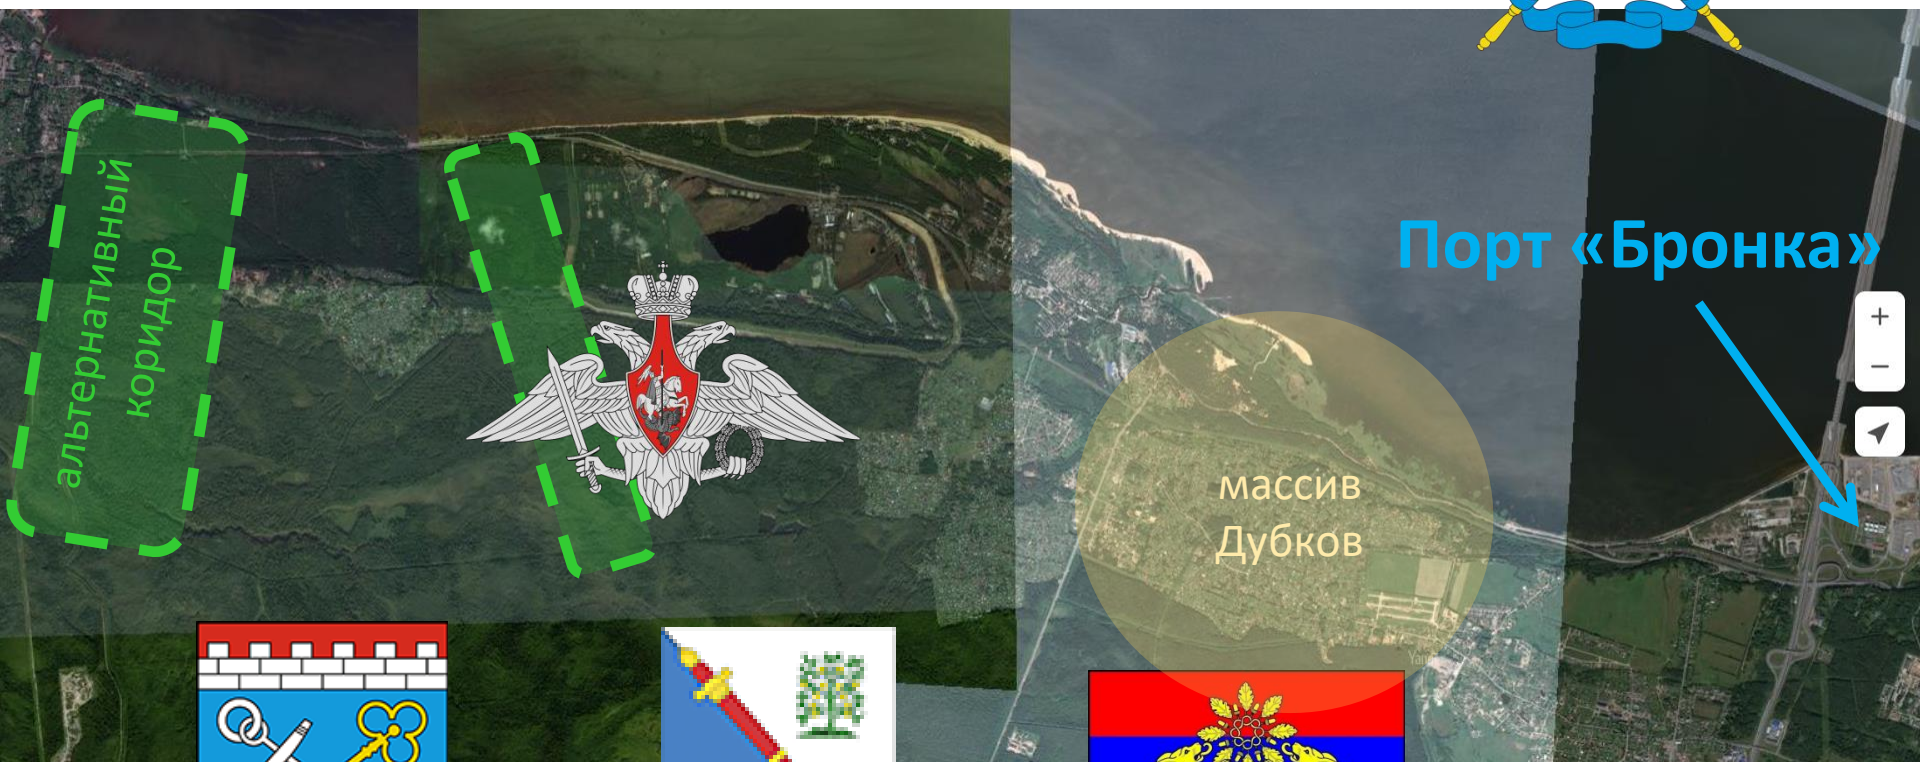 альтернативный
коридор
Порт «Бронка»
массив
Дубков